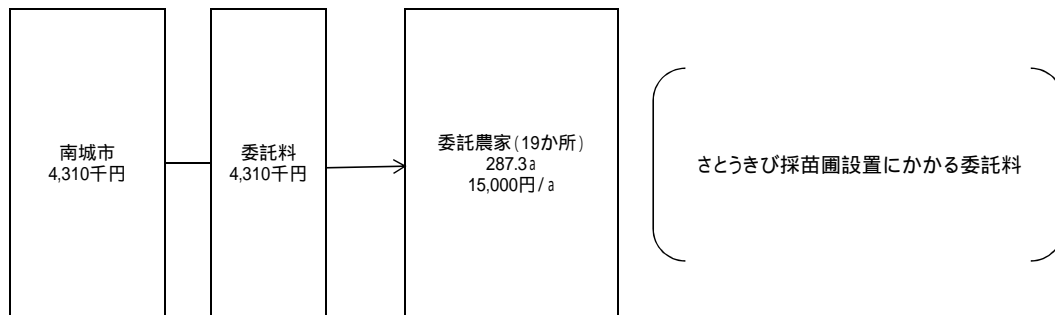 南城市
4,310千円
委託料
4,310千円
委託農家(19か所)
287.3a
15,000円/a
さとうきび採苗圃設置にかかる委託料